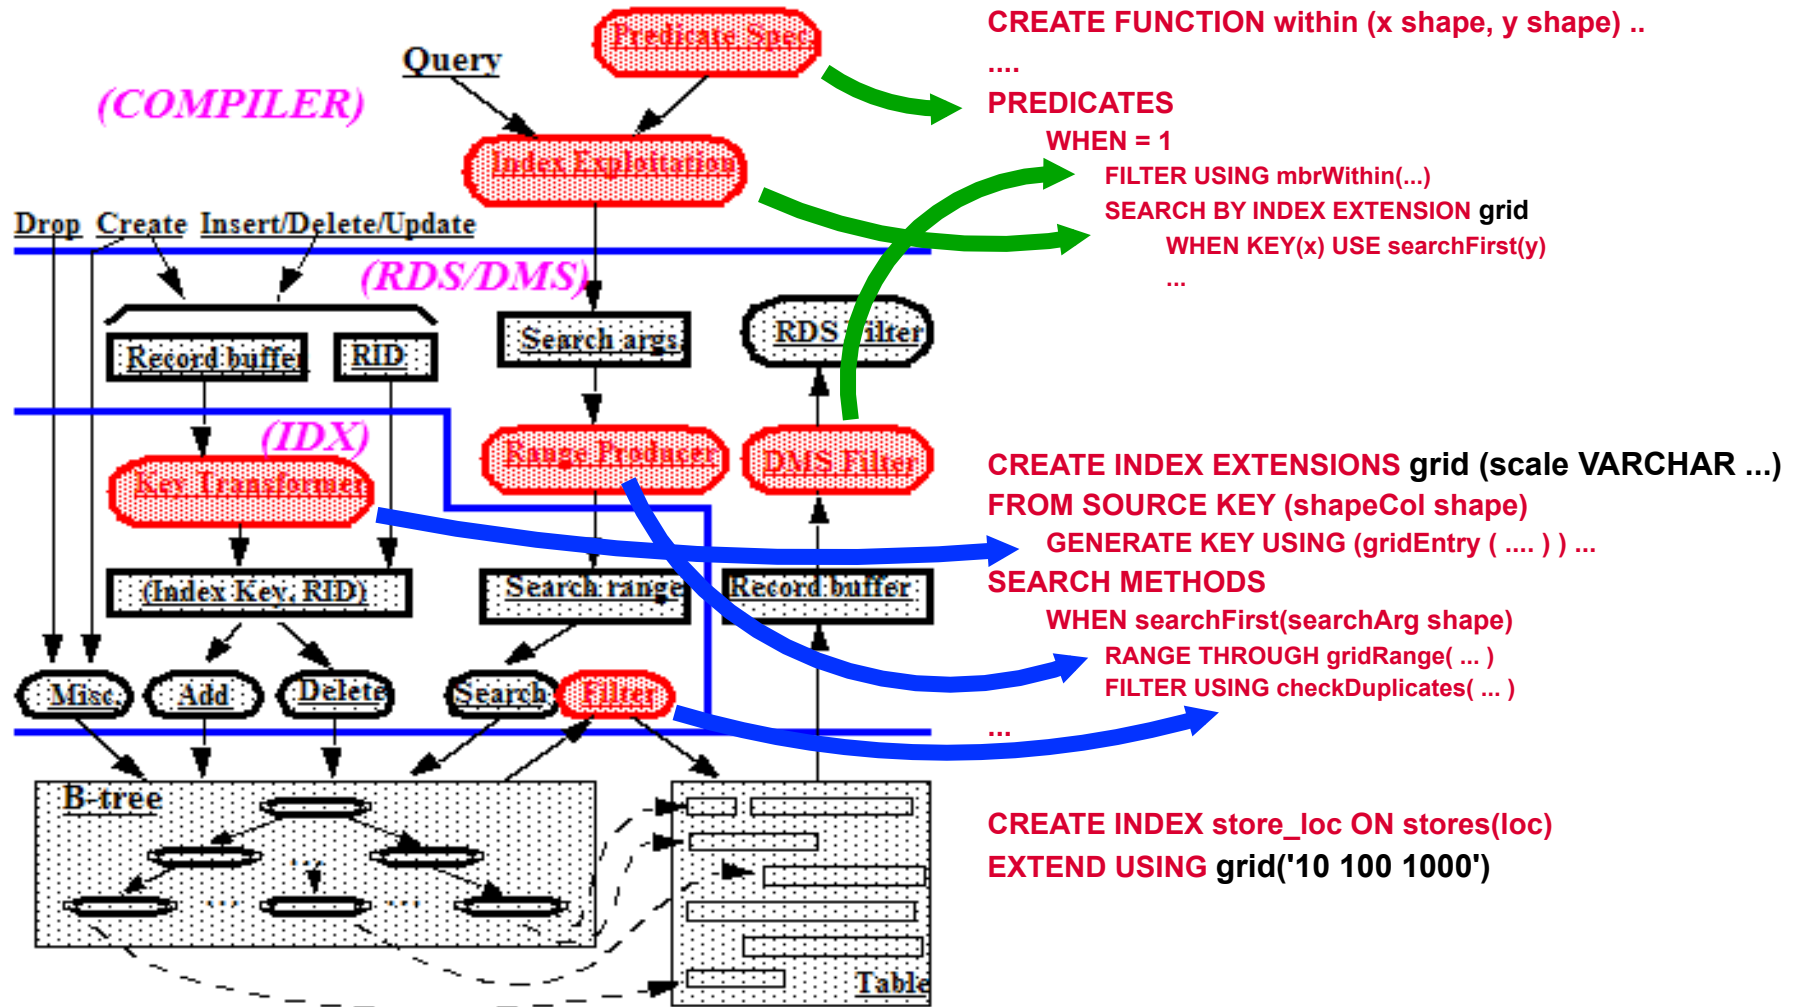 Predicate Spec.
Query
(COMPILER)
Index Exploitation
Drop Create Insert/Delete/Update
(RDS/DMS)
Record buffer
RID
Search args.
RDS Filter
(IDX)
Key Transformer
Range Producer
DMS Filter
(Index Key, RID)
Search range
Record buffer
Misc.
Add
Delete
Search
Filter
B-tree
...
... ...
Table
CREATE FUNCTION within (x shape, y shape) ..
....
PREDICATES
WHEN = 1
FILTER USING mbrWithin(...)
SEARCH BY INDEX EXTENSION grid
WHEN KEY(x) USE searchFirst(y)
...
CREATE INDEX EXTENSIONS grid (scale VARCHAR ...)
FROM SOURCE KEY (shapeCol shape)
GENERATE KEY USING (gridEntry ( .... ) ) ...
SEARCH METHODS
WHEN searchFirst(searchArg shape)
RANGE THROUGH gridRange( ... )
FILTER USING checkDuplicates( ... )
...
CREATE INDEX store_loc ON stores(loc)
EXTEND USING grid('10 100 1000')